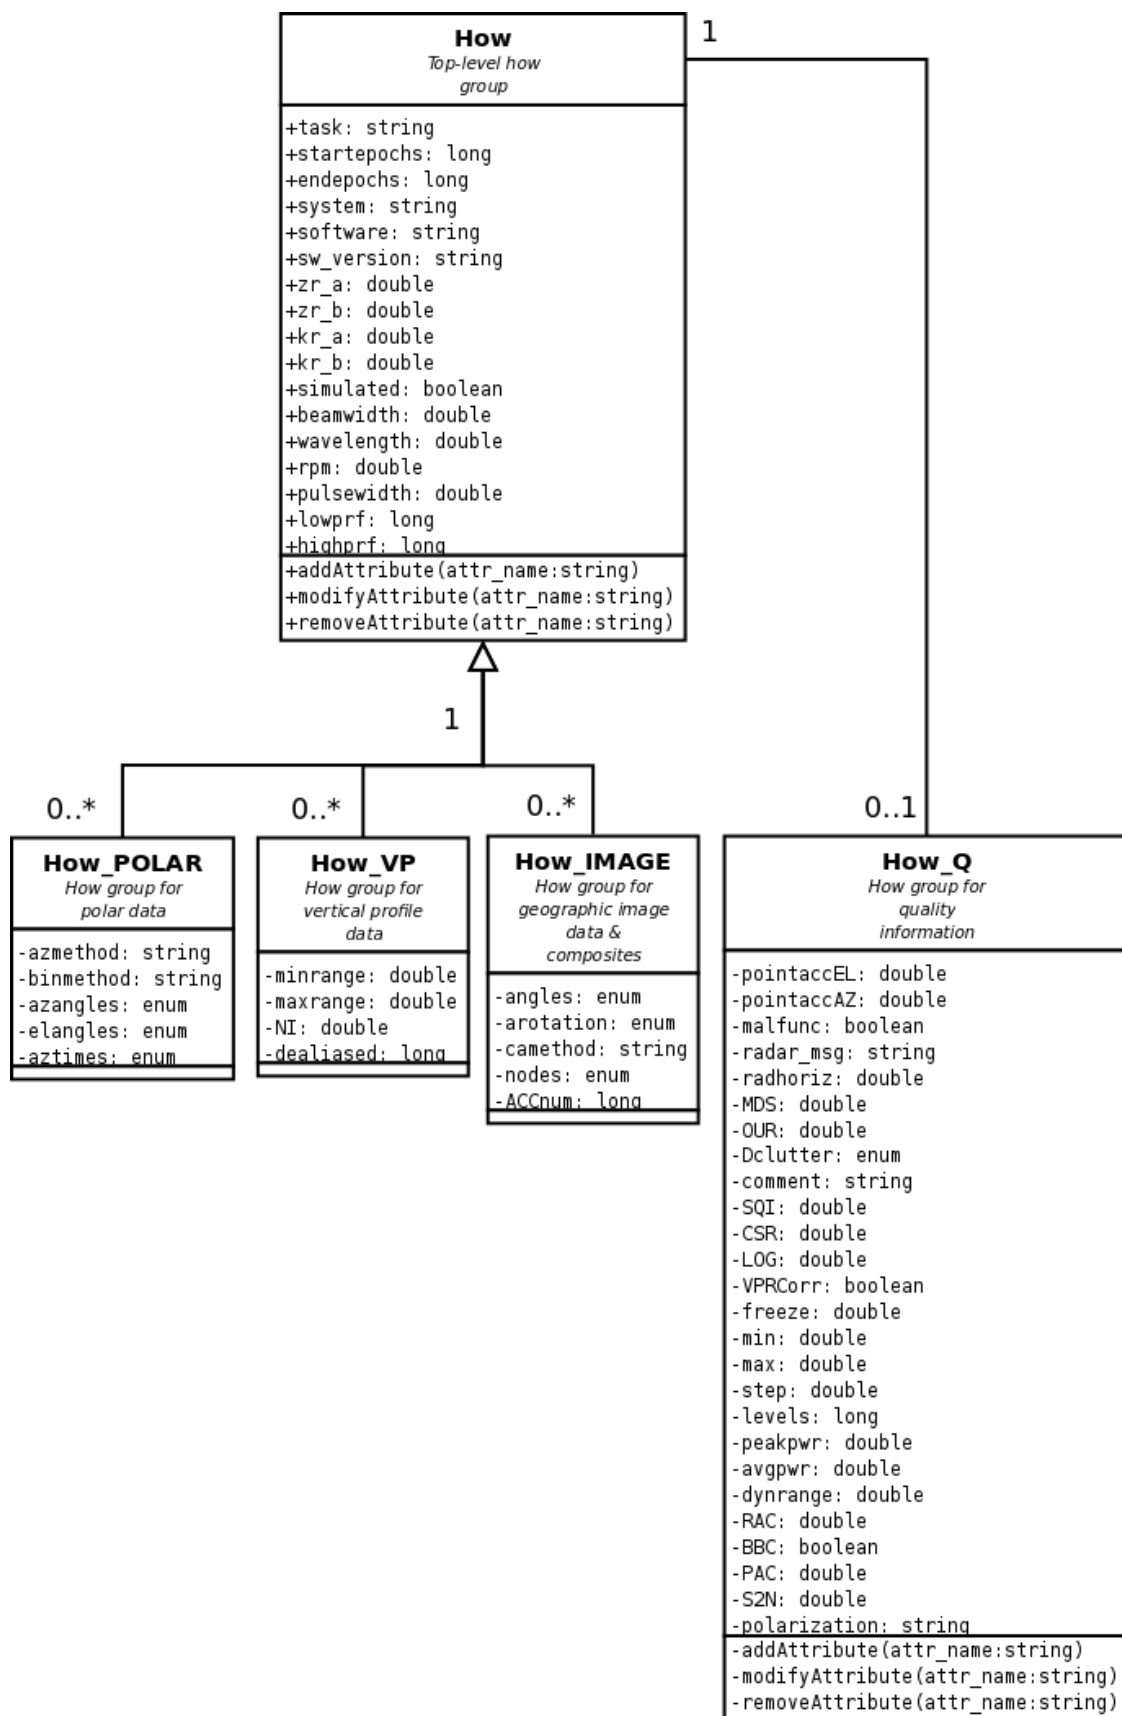 How
Top-level how
group
1
+task: string
+startepochs: long
+endepochs: long
+system: string
+software: string
+sw_version: string
+zr_a: double
+zr_b: double
+kr_a: double
+kr_b: double
+simulated: boolean
+beamwidth: double
+wavelength: double
+rpm: double
+pulsewidth: double
+lowprf: long
+highprf: long
+addAttribute(attr_name:string)
+modifyAttribute(attr_name:string)
+removeAttribute(attr_name:string)
1
0..*
0..*
0..*
0..1
How_POLAR
How group for
polar data
-azmethod: string
-binmethod: string
-azangles: enum
-elangles: enum
-aztimes: enum
How_VP
How group for
vertical profile
data
-minrange: double
-maxrange: double
-NI: double
-dealiased: long
How_IMAGE
How group for
geographic image
data &
composites
-angles: enum
-arotation: enum
-camethod: string
-nodes: enum
-ACCnum: long
How_Q
How group for
quality
information
-pointaccEL: double
-pointaccAZ: double
-malfunc: boolean
-radar_msg: string
-radhoriz: double
-MDS: double
-OUR: double
-Dclutter: enum
-comment: string
-SQI: double
-CSR: double
-LOG: double
-VPRCorr: boolean
-freeze: double
-min: double
-max: double
-step: double
-levels: long
-peakpwr: double
-avgpwr: double
-dynrange: double
-RAC: double
-BBC: boolean
-PAC: double
-S2N: double
-polarization: string
-addAttribute(attr_name:string)
-modifyAttribute(attr_name:string)
-removeAttribute(attr_name:string)